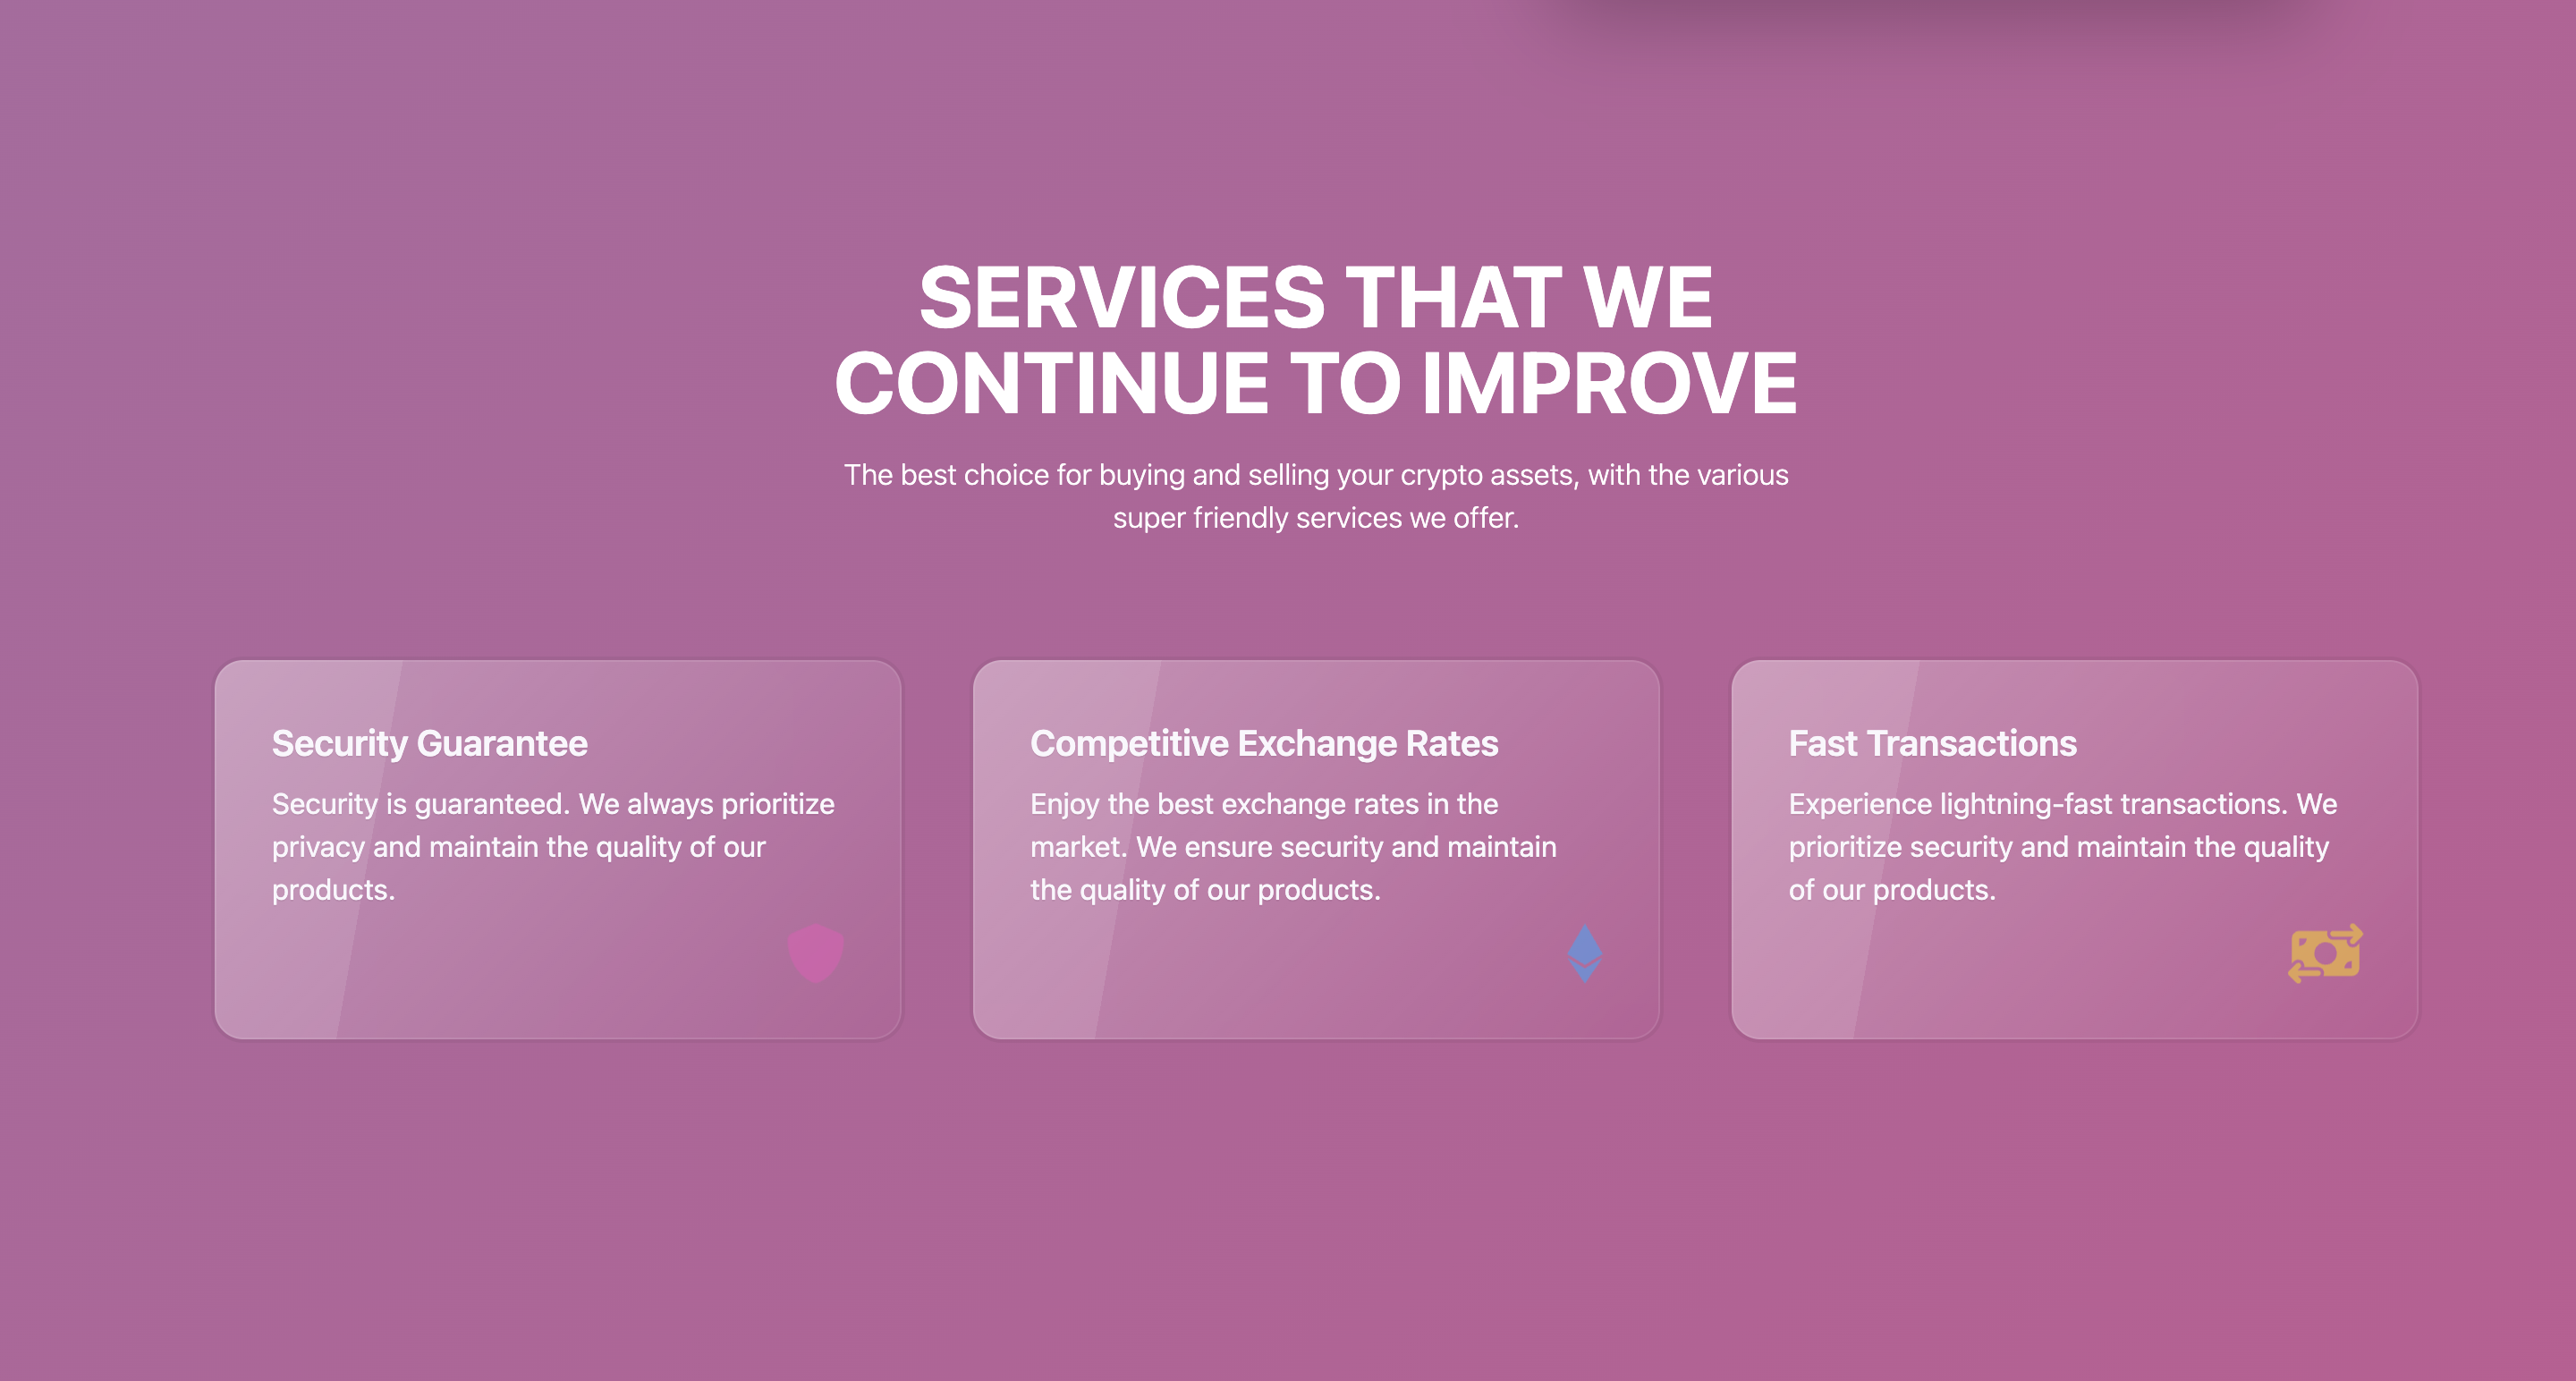 SERVICES THAT WE
CONTINUE TO IMPROVE
The best choice for buying and selling your crypto assets, with the various
super friendly services we offer.
Security Guarantee
Security is guaranteed. We always prioritize
privacy and maintain the quality of our
products.
Competitive Exchange Rates
Enjoy the best exchange rates in the
market. We ensure security and maintain
the quality of our products.
Fast Transactions
Experience lightning-fast transactions. We
prioritize security and maintain the quality
of our products.